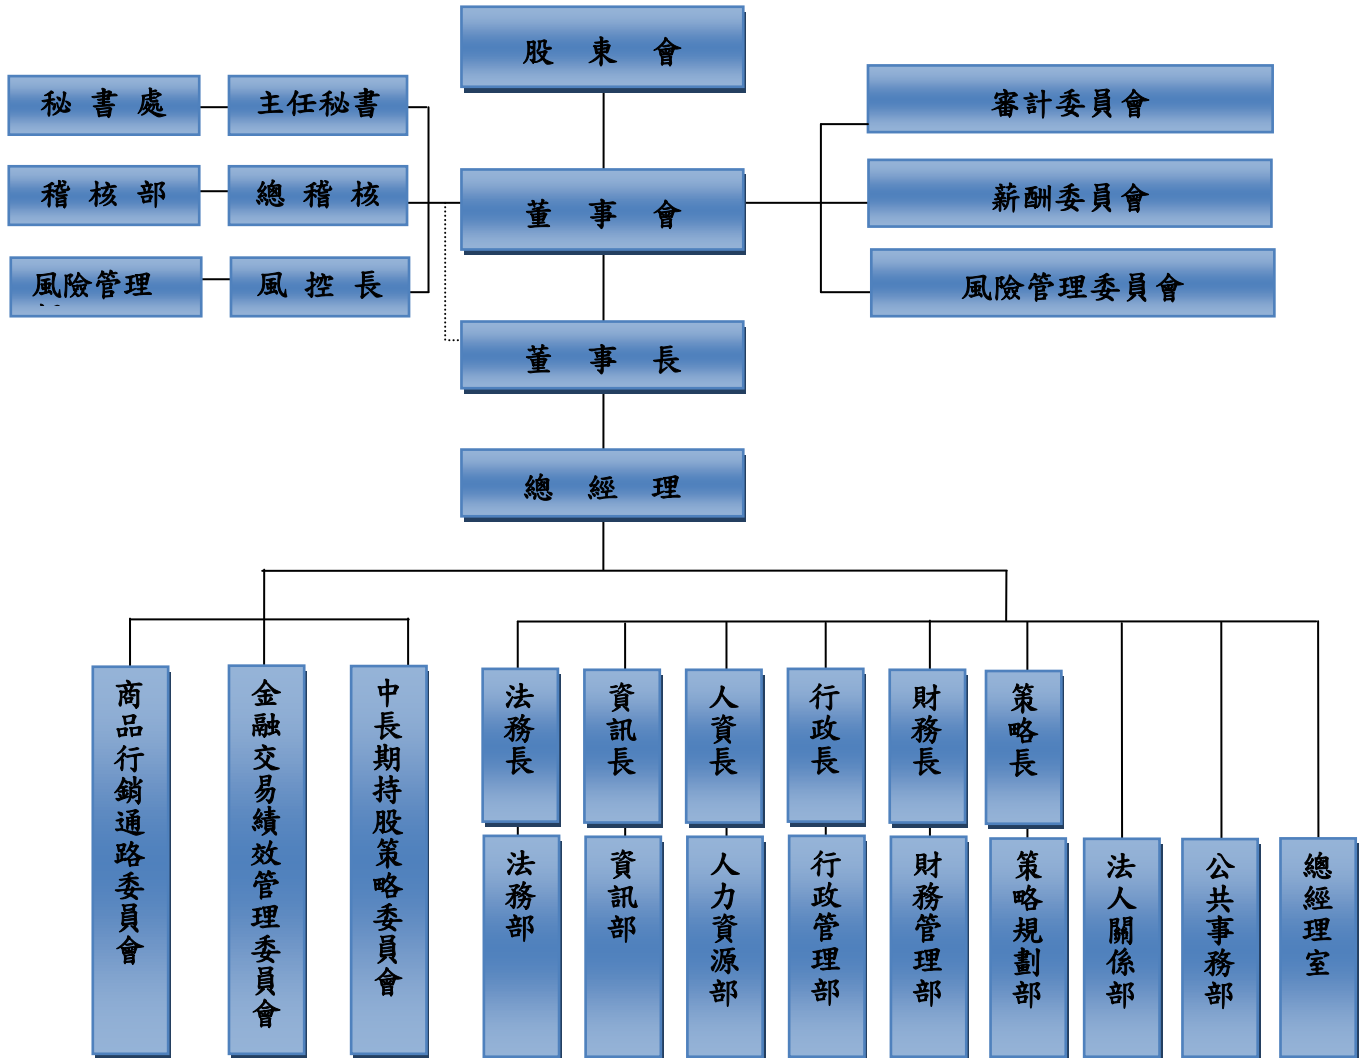 股 東 會
秘 書 處
主任秘書
審計委員會
稽 核 部
總 稽 核
董 事 會
薪酬委員會
風險管理
風 控 長
風險管理委員會
董 事 長
總 經 理
商品行銷通路委員會
金融交易績效管理委員會
中長期持股策略委員會
法務長
資訊長
人資長
行政長
財務長
策略長
法務部
資訊部
人力資源部
行政管理部
財務管理部
策略規劃部
法人關係部
公共事務部
總經理室